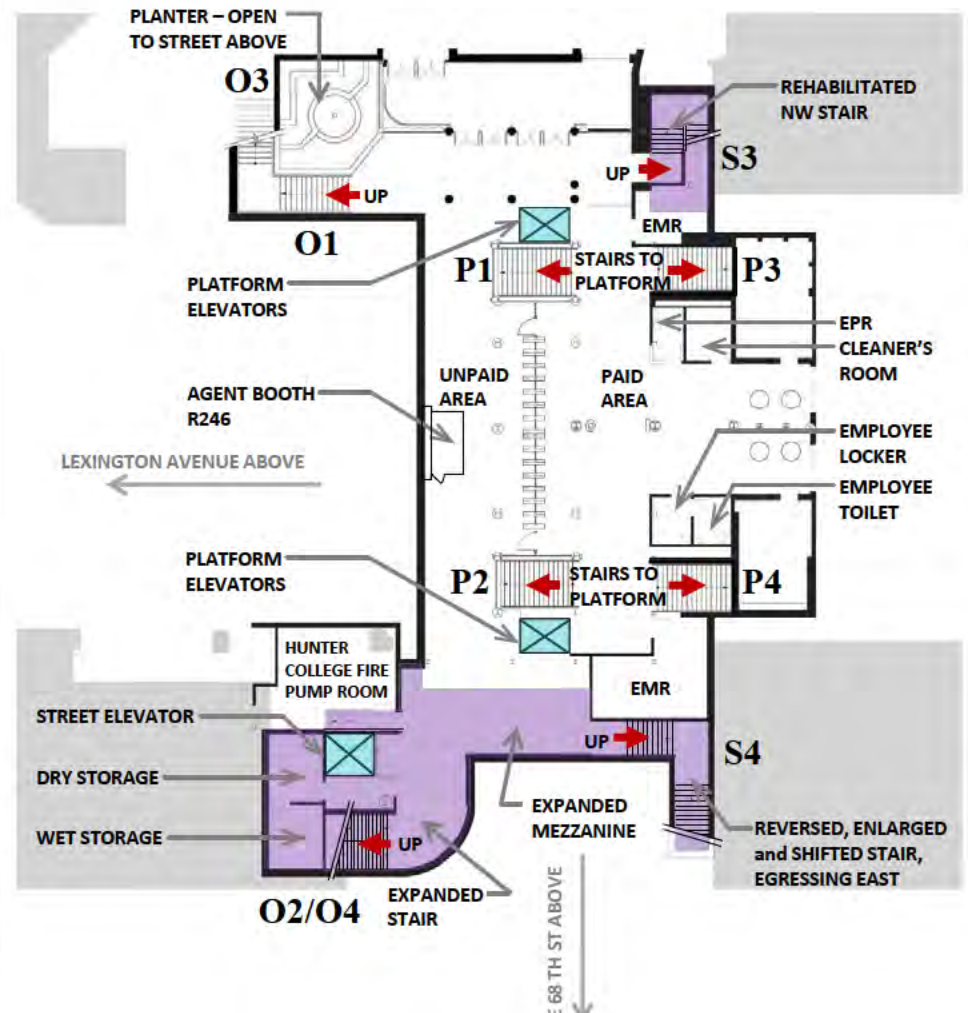 PLANTER – OPEN
TO STREET ABOVE
O3
REHABILITATED
NW STAIR
S3
UP
UP
O1
EMR
P1
STAIRS TO
PLATFORM
P3
PLATFORM
ELEVATORS
EPR
CLEANER'S
ROOM
UNPAID
AREA
PAID
AREA
AGENT BOOTH
R246
EMPLOYEE
LOCKER
LEXINGTON AVENUE ABOVE
EMPLOYEE
TOILET
PLATFORM
ELEVATORS
P2
STAIRS TO
PLATFORM
P4
HUNTER
COLLEGE FIRE
PUMP ROOM
EMR
STREET ELEVATOR
UP
S4
DRY STORAGE
EXPANDED
MEZZANINE
WET STORAGE
UP
REVERSED, ENLARGED
and SHIFTED STAIR,
EGRESSING EAST
EXPANDED
STAIR
O2/O4
E 68 TH ST ABOVE